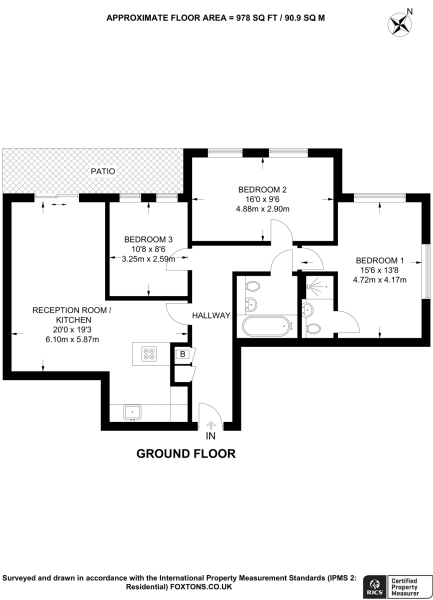 APPROXIMATE FLOOR AREA = 978 SQ FT / 90.9 SQ M
N
PATIO
BEDROOM 2
16'0 x 9'6
4.88m x 2.90m
BEDROOM 3
10'8 x 8'6
3.25m x 2.59m
BEDROOM 1
15'6 x 13'8
4.72m x 4.17m
RECEPTION ROOM /
KITCHEN
20'0 x 19'3
6.10m x 5.87m
HALLWAY
B
IN
GROUND FLOOR
Surveyed and drawn in accordance with the International Property Measurement Standards (IPMS 2:
Residential) FOXTONS.CO.UK
RICS
Certified
Property
Measurer